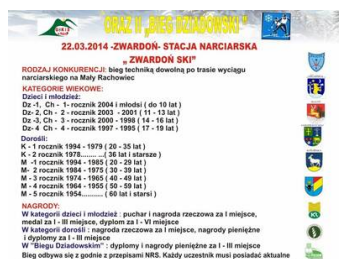 ORAZ II „BIEG DZIADOWSKI "
22.03.2014 -ZWARDOŃ- STACJA NARCIARSKA
„ ZWARDOŃ SKI"
RODZAJ KONKURENCJI: bieg techniką dowolną po trasie wyciągu
narciarskiego na Mały Rachowiec
KATEGORIE WIEKOWE:
Dzieci i młodzież:
Dz -1, Ch - 1- rocznik 2004 i młodsi ( do 10 lat )
Dz- 2, Ch - 2 - rocznik 2003 - 2001 ( 11 - 13 lat )
Dz -3, Ch - 3 - rocznik 2000 - 1998 ( 14 - 16 lat )
Dz- 4 Ch - 4 - rocznik 1997 - 1995 ( 17 - 19 lat )
Dorośli:
K - 1 rocznik 1994 - 1979 ( 20 - 35 lat )
K - 2 rocznik 1978.........( 36 lat i starsze )
M -1 rocznik 1994 - 1985 ( 20 - 29 lat )
M- 2 rocznik 1984 - 1975 ( 30 - 39 lat )
M - 3 rocznik 1974 - 1965 ( 40 - 49 lat )
M - 4 rocznik 1964 - 1955 ( 50 - 59 lat )
M - 5 rocznik 1954........... ( 60 lat i starsi )
NAGRODY:
W kategorii dzieci i młodzież : puchar i nagroda rzeczowa za I miejsce,
medal za I - III miejsce, dyplom za I - VI miejsce
W kategorii dorośli : nagroda rzeczowa za I miejsce, nagrody pieniężne
i dyplomy za I - III miejsce
W "Biegu Dziadowskim" : dyplomy i nagrody pieniężne za I - III miejsce
Bieg odbywa się z godnie z przepisami NRS. Każdy uczestnik musi posiadać aktualne